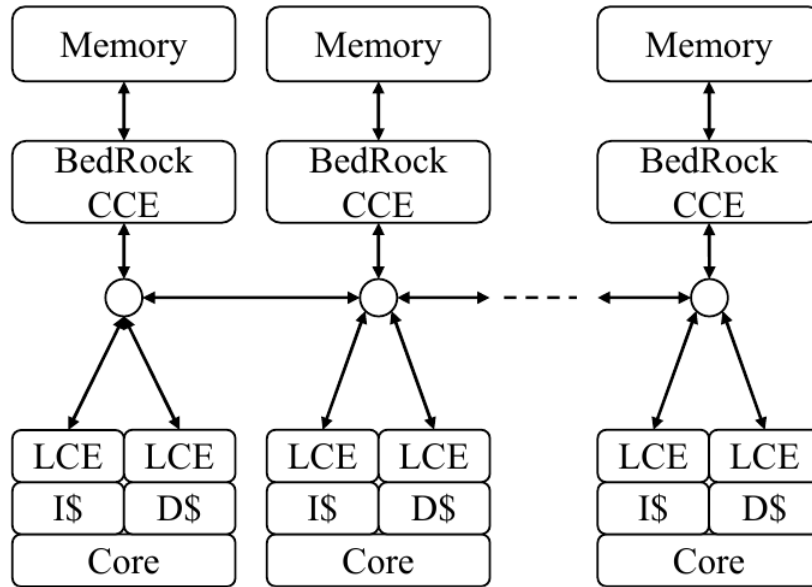 Memory Memory Memory
BedRock BedRock BedRock
CCE CCE CCE
LCE LCE LCE LCE LCE LCE
I$ D$ I$ D$ I$ D$
Core Core Core